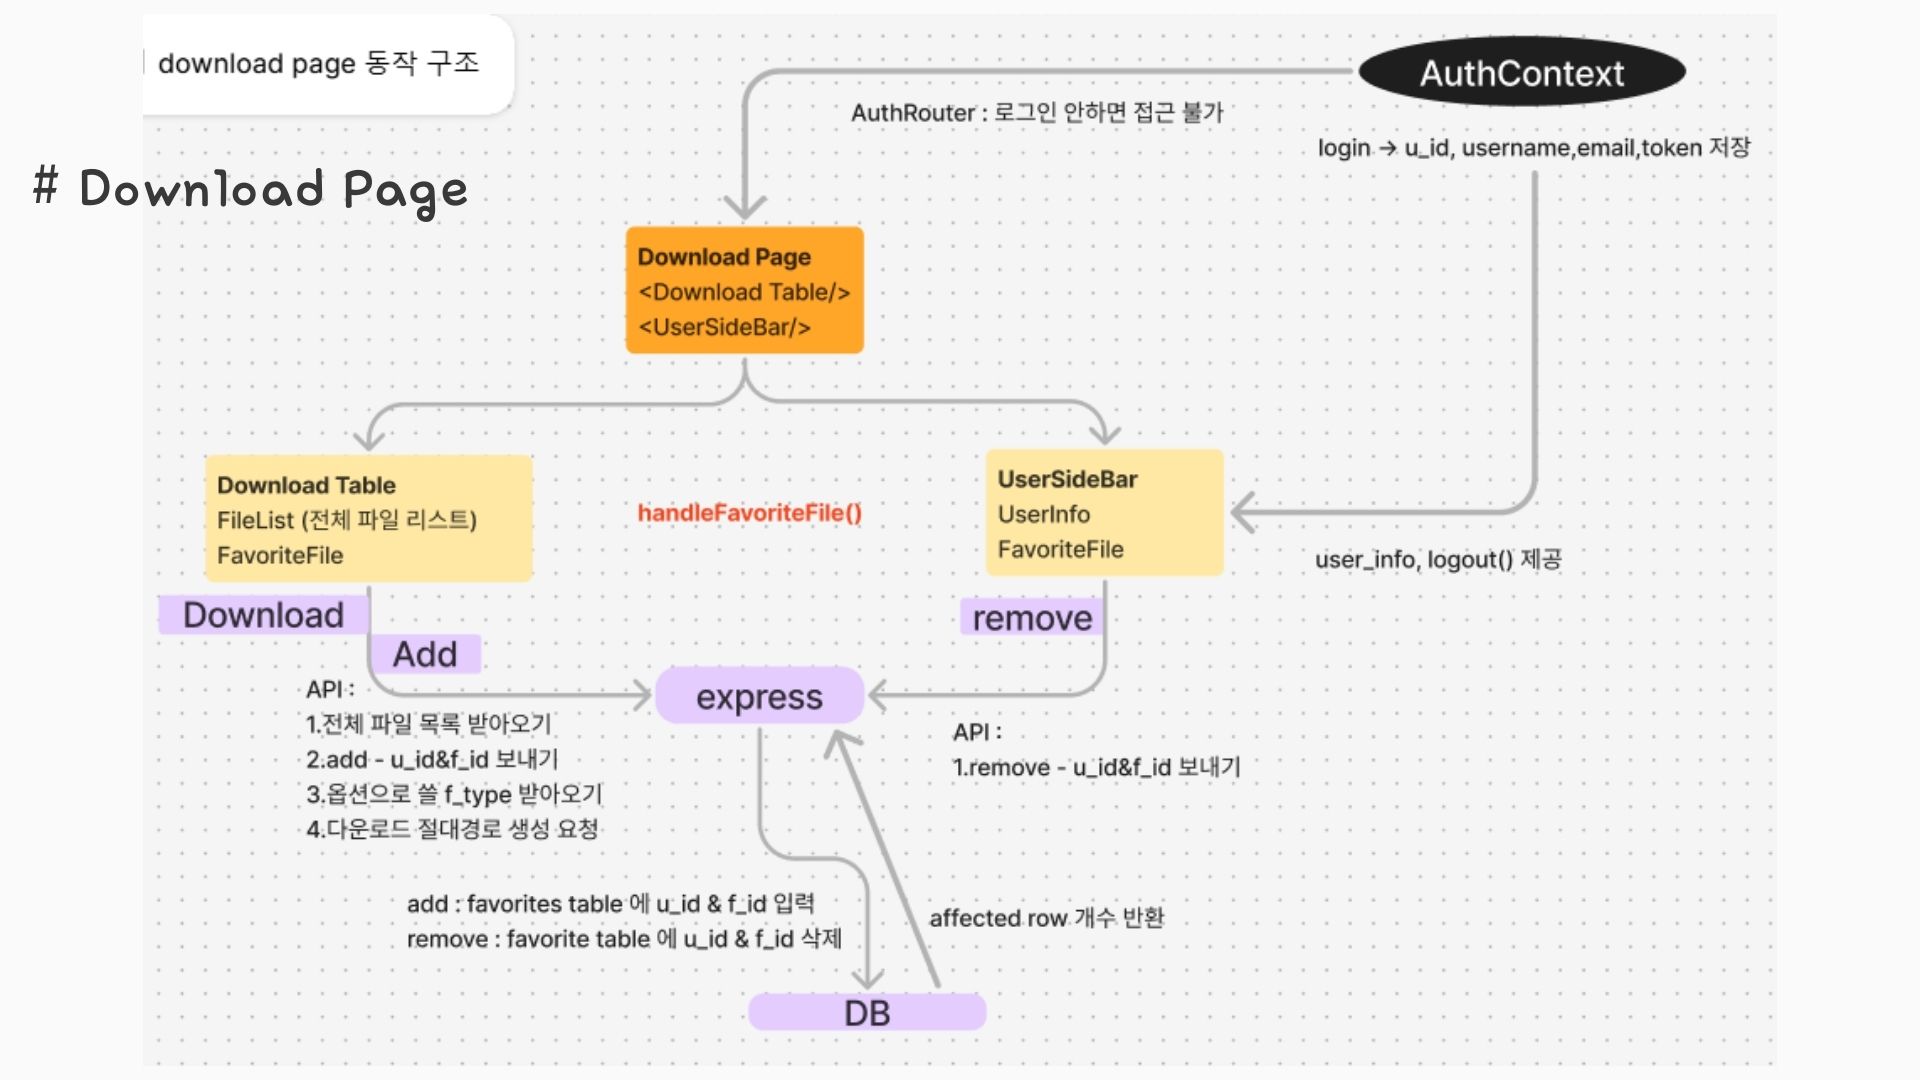 download page 동작 구조
AuthContext
AuthRouter : 로그인 안하면 접근 불가
login → u_id, username,email,token 저장
# Download Page
Download Page
<Download Table/>
<UserSideBar/>
Download Table
FileList (전체 파일 리스트)
FavoriteFile
handleFavoriteFile()
UserSideBar
UserInfo
FavoriteFile
user_info, logout() 제공
Download
Add
remove
express
API :
1.전체 파일 목록 받아오기
2.add - u_id&f_id 보내기
3.옵션으로 쓸 f_type 받아오기
4.다운로드 절대경로 생성 요청
API :
1.remove - u_id&f_id 보내기
add : favorites table 에 u_id & f_id 입력
remove : favorite table 에 u_id & f_id 삭제
affected row 개수 반환
DB